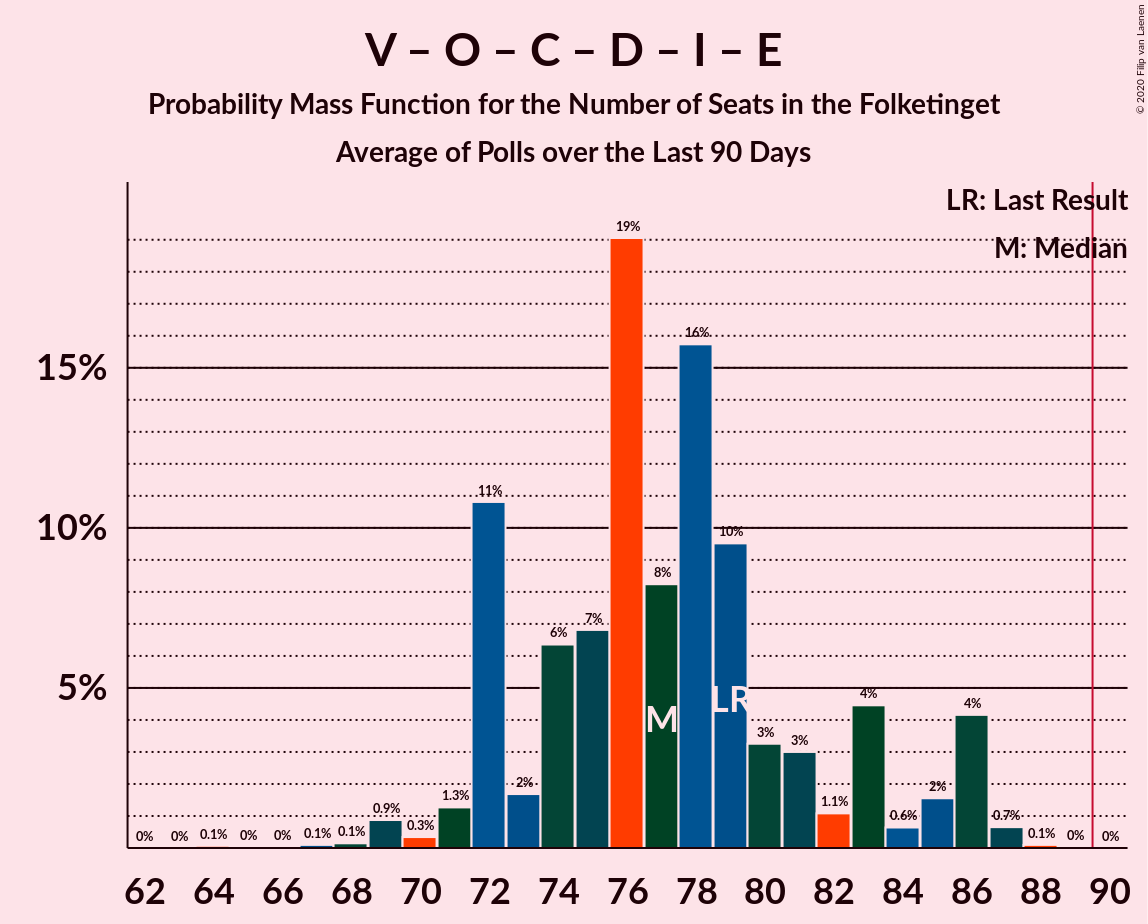 V – O – C – D – I – E
Probability Mass Function for the Number of Seats in the Folketinget
Average of Polls over the Last 90 Days
© 2020 Filip van Laenen
LR: Last Result
M: Median
15%
10%
5%
0% 0% 0.1% 0% 0% 0.1% 0.1% 0.9% 0.3% 1.3% 11% 2% 6% 7% 19% 8% 16% 10% 3% 3% 1.1% 4% 0.6% 2% 4% 0.7% 0.1% 0% 0%
M
LR
62 64 66 68 70 72 74 76 78 80 82 84 86 88 90